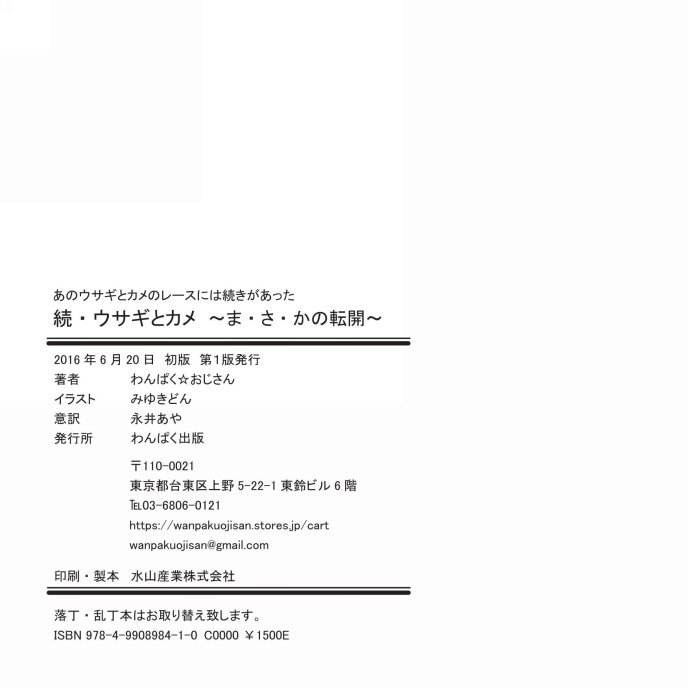 あのウサギとカメのレースには続きがあった
続・ウサギとカメ ～ま・さ・かの転開～
2016年6月20日 初版 第1版発行
著者 わんぱく☆おじさん
イラスト みゆきどん
意訳 永井あや
発行所 わんぱく出版
〒110-0021
東京都台東区上野5-22-1東鈴ビル6階
℡03-6806-0121
https://wanpakuojisan.stores.jp/cart
wanpakuojisan@gmail.com
印刷・製本 水山産業株式会社
落丁・乱丁本はお取り替え致します。
ISBN 978-4-9908984-1-0 C0000 ￥1500E